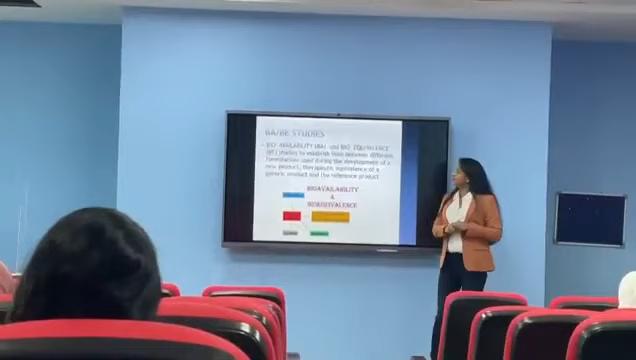 BA/BE STUDIES
BIO AVAILABILITY (BA) and BIO EQUIVALENCE
(BE) studies to establish links between different
formulations used during the development of a
new product, therapeutic equivalence of a
generic product and the reference product
BIOAVAILABILITY
&
BIOEQUIVALENCE